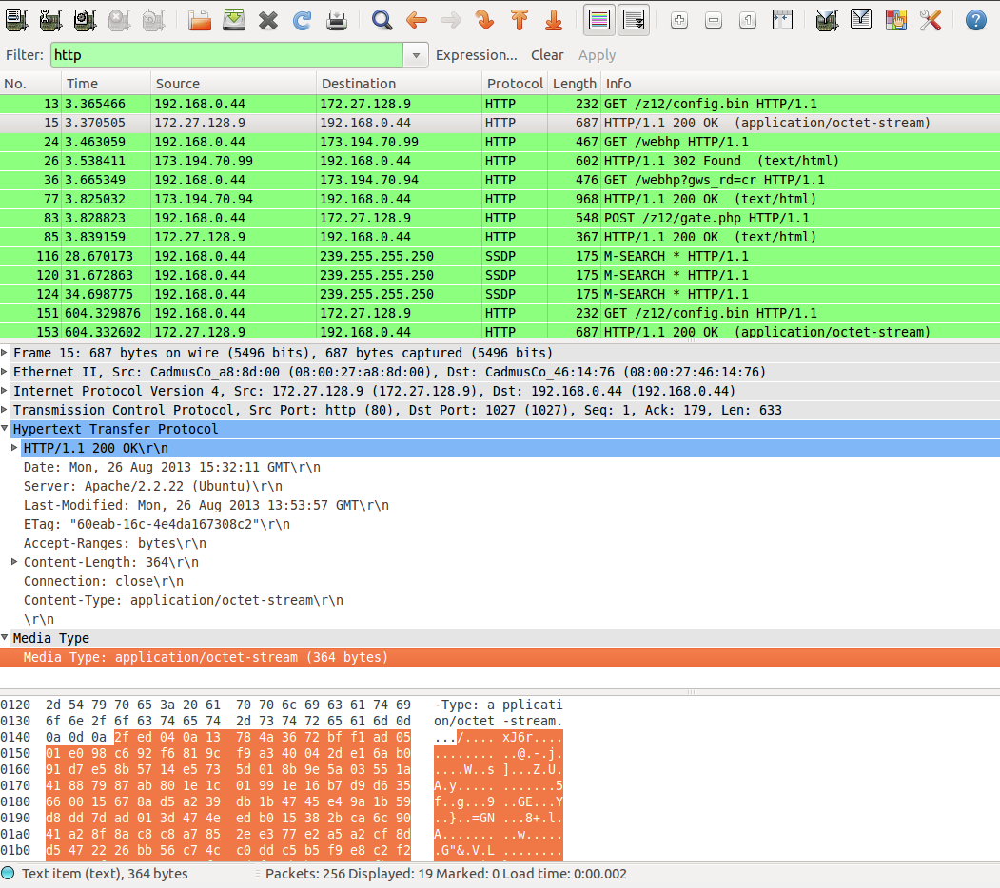 Filter: http Expression... Clear Apply
No. Time Source Destination Protocol Length Info
13 3.365466 192.168.0.44 172.27.128.9 HTTP 232 GET /z12/config.bin HTTP/1.1
15 3.370505 172.27.128.9 192.168.0.44 HTTP 687 HTTP/1.1 200 OK  (application/octet-stream)
24 3.463059 192.168.0.44 173.194.70.99 HTTP 467 GET /webhp HTTP/1.1
26 3.538411 173.194.70.99 192.168.0.44 HTTP 602 HTTP/1.1 302 Found  (text/html)
36 3.665349 192.168.0.44 173.194.70.94 HTTP 476 GET /webhp?gws_rd=cr HTTP/1.1
77 3.825032 173.194.70.94 192.168.0.44 HTTP 968 HTTP/1.1 200 OK  (text/html)
83 3.828823 192.168.0.44 172.27.128.9 HTTP 548 POST /z12/gate.php HTTP/1.1
85 3.839159 172.27.128.9 192.168.0.44 HTTP 367 HTTP/1.1 200 OK  (text/html)
116 28.670173 192.168.0.44 239.255.255.250 SSDP 175 M-SEARCH * HTTP/1.1
120 31.672863 192.168.0.44 239.255.255.250 SSDP 175 M-SEARCH * HTTP/1.1
124 34.698775 192.168.0.44 239.255.255.250 SSDP 175 M-SEARCH * HTTP/1.1
151 604.329876 192.168.0.44 172.27.128.9 HTTP 232 GET /z12/config.bin HTTP/1.1
153 604.332602 172.27.128.9 192.168.0.44 HTTP 687 HTTP/1.1 200 OK  (application/octet-stream)
Frame 15: 687 bytes on wire (5496 bits), 687 bytes captured (5496 bits)
Ethernet II, Src: CadmusCo_a8:8d:00 (08:00:27:a8:8d:00), Dst: CadmusCo_46:14:76 (08:00:27:46:14:76)
Internet Protocol Version 4, Src: 172.27.128.9 (172.27.128.9), Dst: 192.168.0.44 (192.168.0.44)
Transmission Control Protocol, Src Port: http (80), Dst Port: 1027 (1027), Seq: 1, Ack: 179, Len: 633
Hypertext Transfer Protocol
HTTP/1.1 200 OK\r\n
Date: Mon, 26 Aug 2013 15:32:11 GMT\r\n
Server: Apache/2.2.22 (Ubuntu)\r\n
Last-Modified: Mon, 26 Aug 2013 13:53:57 GMT\r\n
ETag: "60eab-16c-4e4da167308c2"\r\n
Accept-Ranges: bytes\r\n
Content-Length: 364\r\n
Connection: close\r\n
Content-Type: application/octet-stream\r\n
\r\n
Media Type
Media Type: application/octet-stream (364 bytes)
0120 2d 54 79 70 65 3a 20 61 70 70 6c 69 63 61 74 69 -Type: a pplicati
0130 6f 6e 2f 6f 63 74 65 74 2d 73 74 72 65 61 6d 0d on/octet -stream.
0140 0a 0d 0a 2f ed 04 0a 13 78 4a 36 72 bf f1 ad 05 .../.... xJ6r....
0150 01 e0 98 c6 92 f6 81 9c f9 a3 40 04 2d e1 6a b0 ........ ..@.-.j.
0160 91 d7 e5 8b 57 14 e5 73 5d 01 8b 9e 5a 03 55 1a ....W..s ]...Z.U.
0170 41 88 79 87 ab 80 1e 1c 01 99 1e 16 b7 d9 d6 35 A.y..... .......5
0180 66 00 15 67 8a d5 a2 39 db 1b 47 45 e4 9a 1b 59 f..g...9 ..GE...Y
0190 d8 dd 7d ad 01 3d 47 4e ed b0 15 38 2b ca 6c 90 ..}..=GN ...8+.l.
01a0 41 a2 8f 8a c8 c8 a7 85 2e e3 77 e2 a5 a2 cf 8d A....... ..w.....
01b0 d5 47 22 26 bb 56 c7 4c c0 dd c5 b5 f9 e8 c2 f2 .G"&.V.L ........
Text item (text), 364 bytes Packets: 256 Displayed: 19 Marked: 0 Load time: 0:00.002